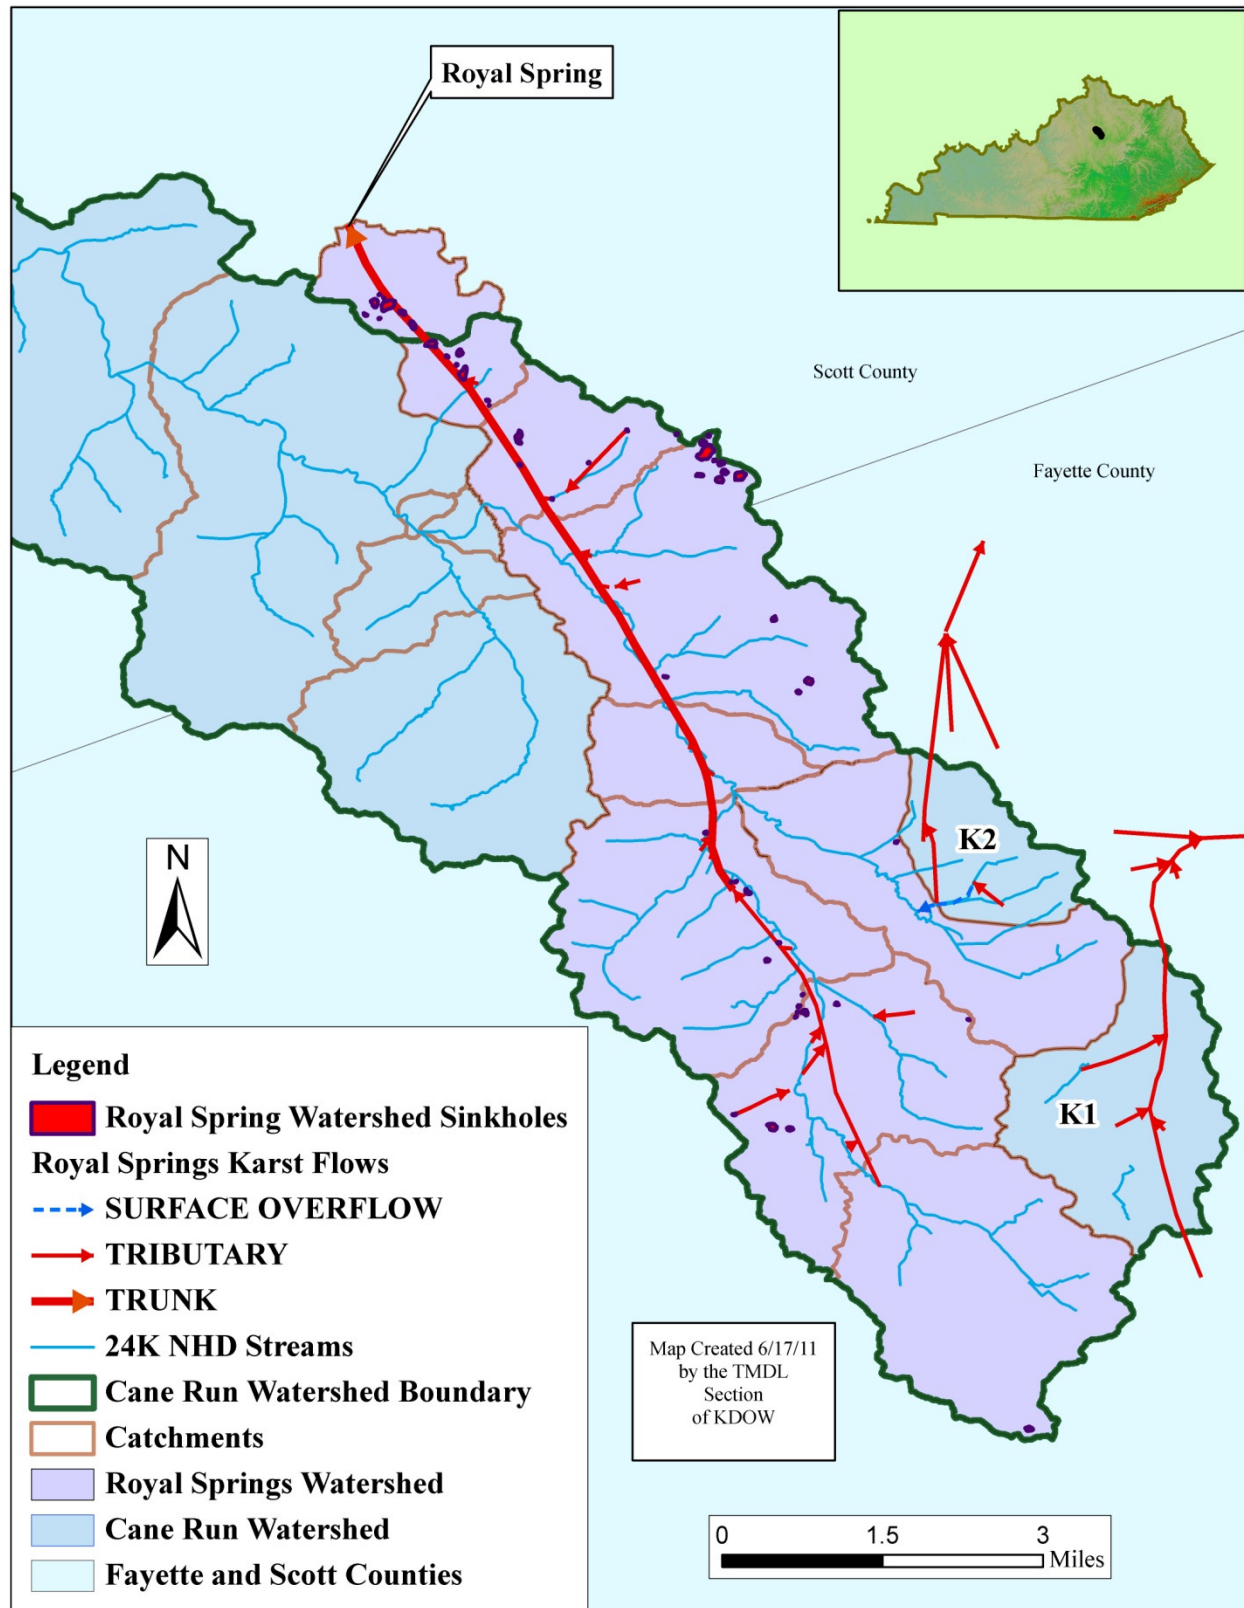 Royal Spring
Scott County
Fayette County
K2
K1
N
Legend
Royal Spring Watershed Sinkholes
Royal Springs Karst Flows
SURFACE OVERFLOW
TRIBUTARY
TRUNK
24K NHD Streams
Cane Run Watershed Boundary
Catchments
Royal Springs Watershed
Cane Run Watershed
Fayette and Scott Counties
Map Created 6/17/11
by the TMDL
Section
of KDOW
0 1.5 3
Miles